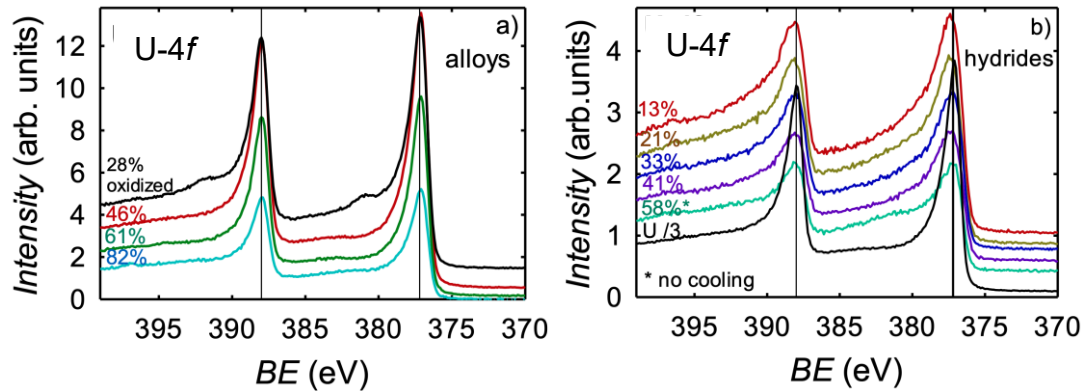 a)
U-4f
alloys
Intensity (arb. units)
12
10
8
6
4
2
0
28%
oxidized
46%
61%
82%
395 390 385 380 375 370
BE (eV)
b)
U-4f
hydrides
Intensity (arb.units)
4
3
2
1
0
13%
21%
33%
41%
58%*
U /3
* no cooling
395 390 385 380 375 370
BE (eV)